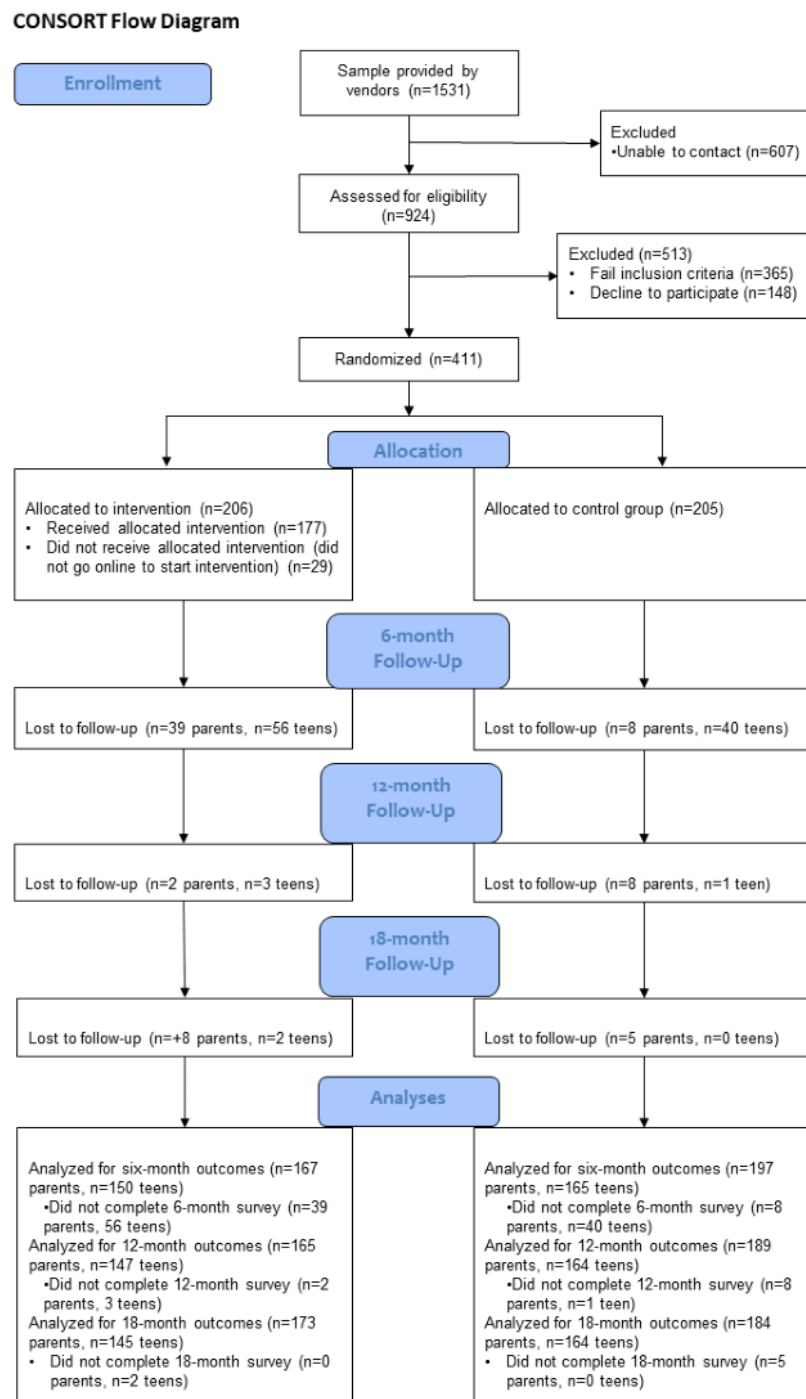 CONSORT Flow Diagram
Enrollment
Sample provided by
vendors (n=1531)
Excluded
•Unable to contact (n=607)
Assessed for eligibility
(n=924)
Excluded (n=513)
• Fail inclusion criteria (n=365)
• Decline to participate (n=148)
Randomized (n=411)
Allocation
Allocated to intervention (n=206)
• Received allocated intervention (n=177)
• Did not receive allocated intervention (did
not go online to start intervention) (n=29)
Allocated to control group (n=205)
6-month
Follow-Up
Lost to follow-up (n=39 parents, n=56 teens)
Lost to follow-up (n=8 parents, n=40 teens)
12-month
Follow-Up
Lost to follow-up (n=2 parents, n=3 teens)
Lost to follow-up (n=8 parents, n=1 teen)
18-month
Follow-Up
Lost to follow-up (n=+8 parents, n=2 teens)
Lost to follow-up (n=5 parents, n=0 teens)
Analyses
Analyzed for six-month outcomes (n=167
parents, n=150 teens)
•Did not complete 6-month survey (n=39
parents, 56 teens)
Analyzed for 12-month outcomes (n=165
parents, n=147 teens)
•Did not complete 12-month survey (n=2
parents, 3 teens)
Analyzed for 18-month outcomes (n=173
parents, n=145 teens)
• Did not complete 18-month survey (n=0
parents, n=2 teens)
Analyzed for six-month outcomes (n=197
parents, n=165 teens)
•Did not complete 6-month survey (n=8
parents, n=40 teens)
Analyzed for 12-month outcomes (n=189
parents, n=164 teens)
•Did not complete 12-month survey (n=8
parents, n=1 teen)
Analyzed for 18-month outcomes (n=184
parents, n=164 teens)
• Did not complete 18-month survey (n=5
parents, n=0 teens)